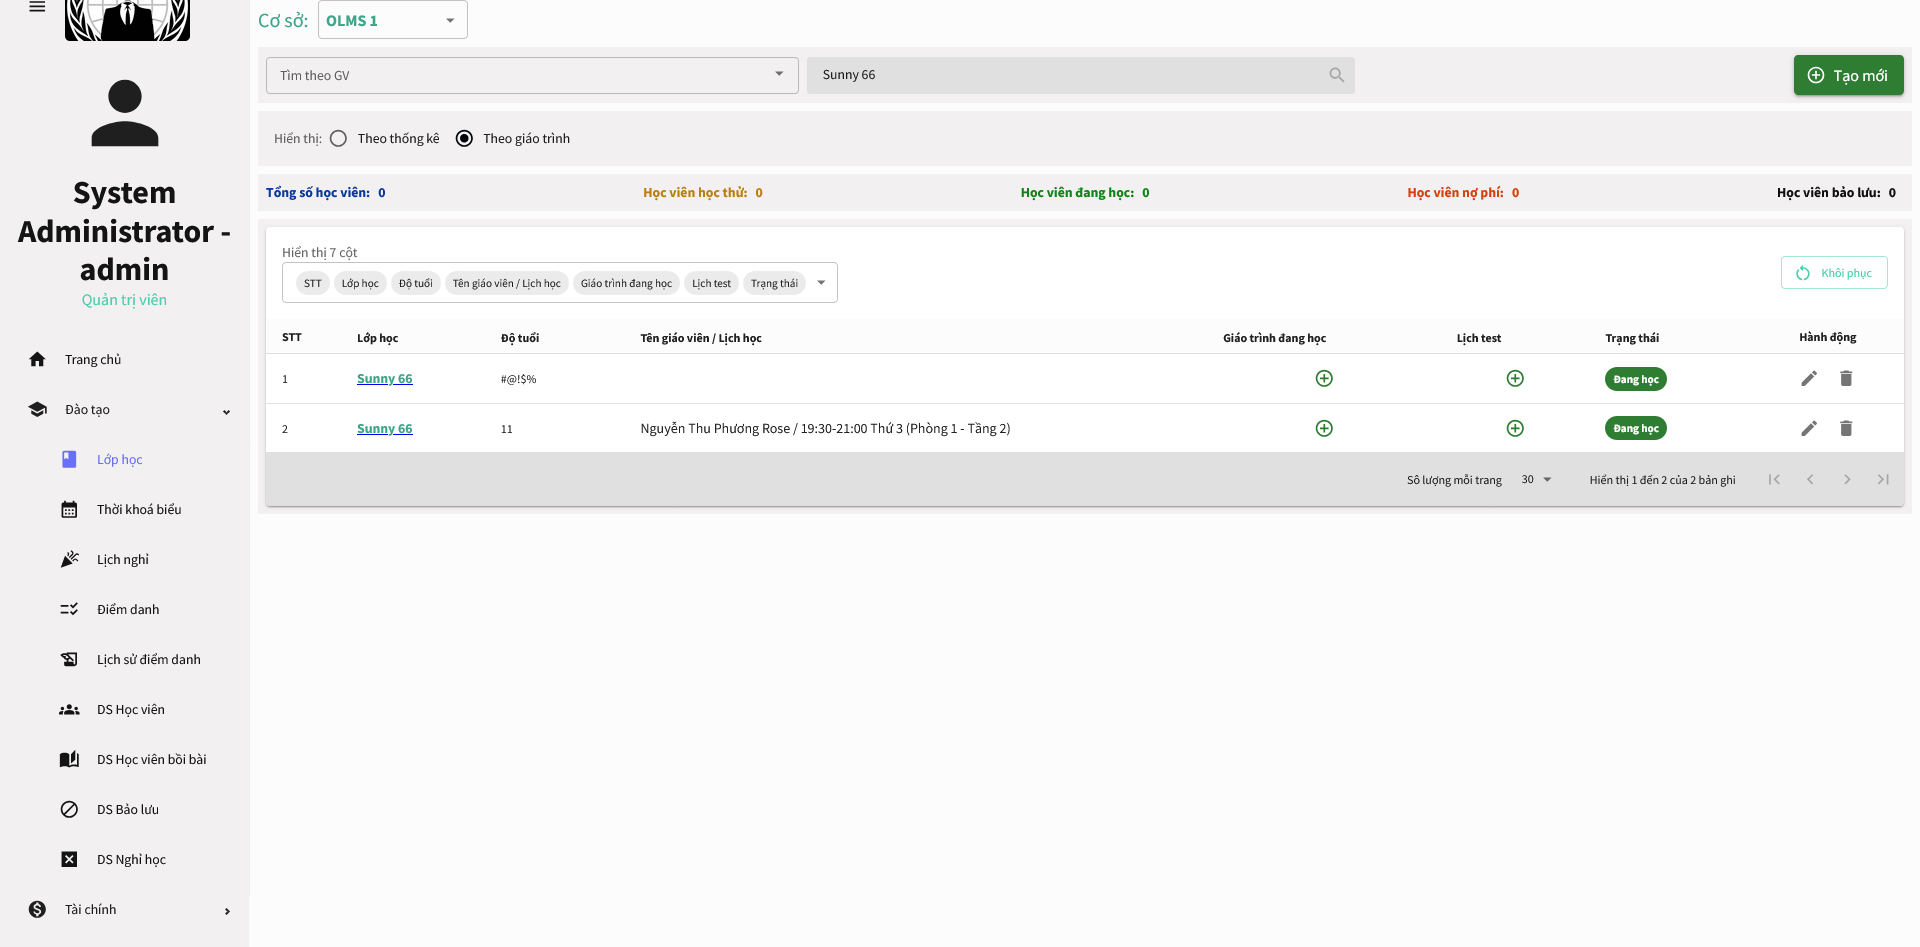 Cơ sở: OLMS 1
Tìm theo GV
Sunny 66
Tạo mới
System
Administrator -
admin
Quản trị viên
Hiển thị: Theo thống kê Theo giáo trình
Tổng số học viên: 0 Học viên học thử: 0 Học viên đang học: 0 Học viên nợ phí: 0 Học viên bảo lưu: 0
Hiển thị 7 cột
STT Lớp học Độ tuổi Tên giáo viên / Lịch học Giáo trình đang học Lịch test Trạng thái
Khôi phục
STT Lớp học Độ tuổi Tên giáo viên / Lịch học Giáo trình đang học Lịch test Trạng thái Hành động
1 Sunny 66 #@!$% Đang học
2 Sunny 66 11 Nguyễn Thu Phương Rose / 19:30-21:00 Thứ 3 (Phòng 1 - Tầng 2) Đang học
Số lượng mỗi trang 30 Hiển thị 1 đến 2 của 2 bản ghi
Trang chủ
Đào tạo
Lớp học
Thời khoá biểu
Lịch nghỉ
Điểm danh
Lịch sử điểm danh
DS Học viên
DS Học viên bồi bài
DS Bảo lưu
DS Nghỉ học
Tài chính